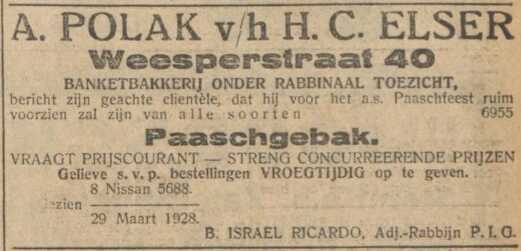 A. POLAK v/h H. C. ELSER
Weesperstraat 40
BANKETBAKKERIJ ONDER RABBINAAL TOEZICHT,
bericht zijn geachte clientèle, dat hij voor het a.s. Paaschfeest ruim
voorzien zal zijn van alle soorten 6955
Paaschgebak.
VRAAGT PRIJSCOURANT — STRENG CONCURREERENDE PRIJZEN
Gelieve s.v.p. bestellingen VROEGTIJDIG op te geven.
8 Nissan 5688.
ezien
29 Maart 1928.
B. ISRAEL RICARDO, Adj.-Rabbijn P. I. G.